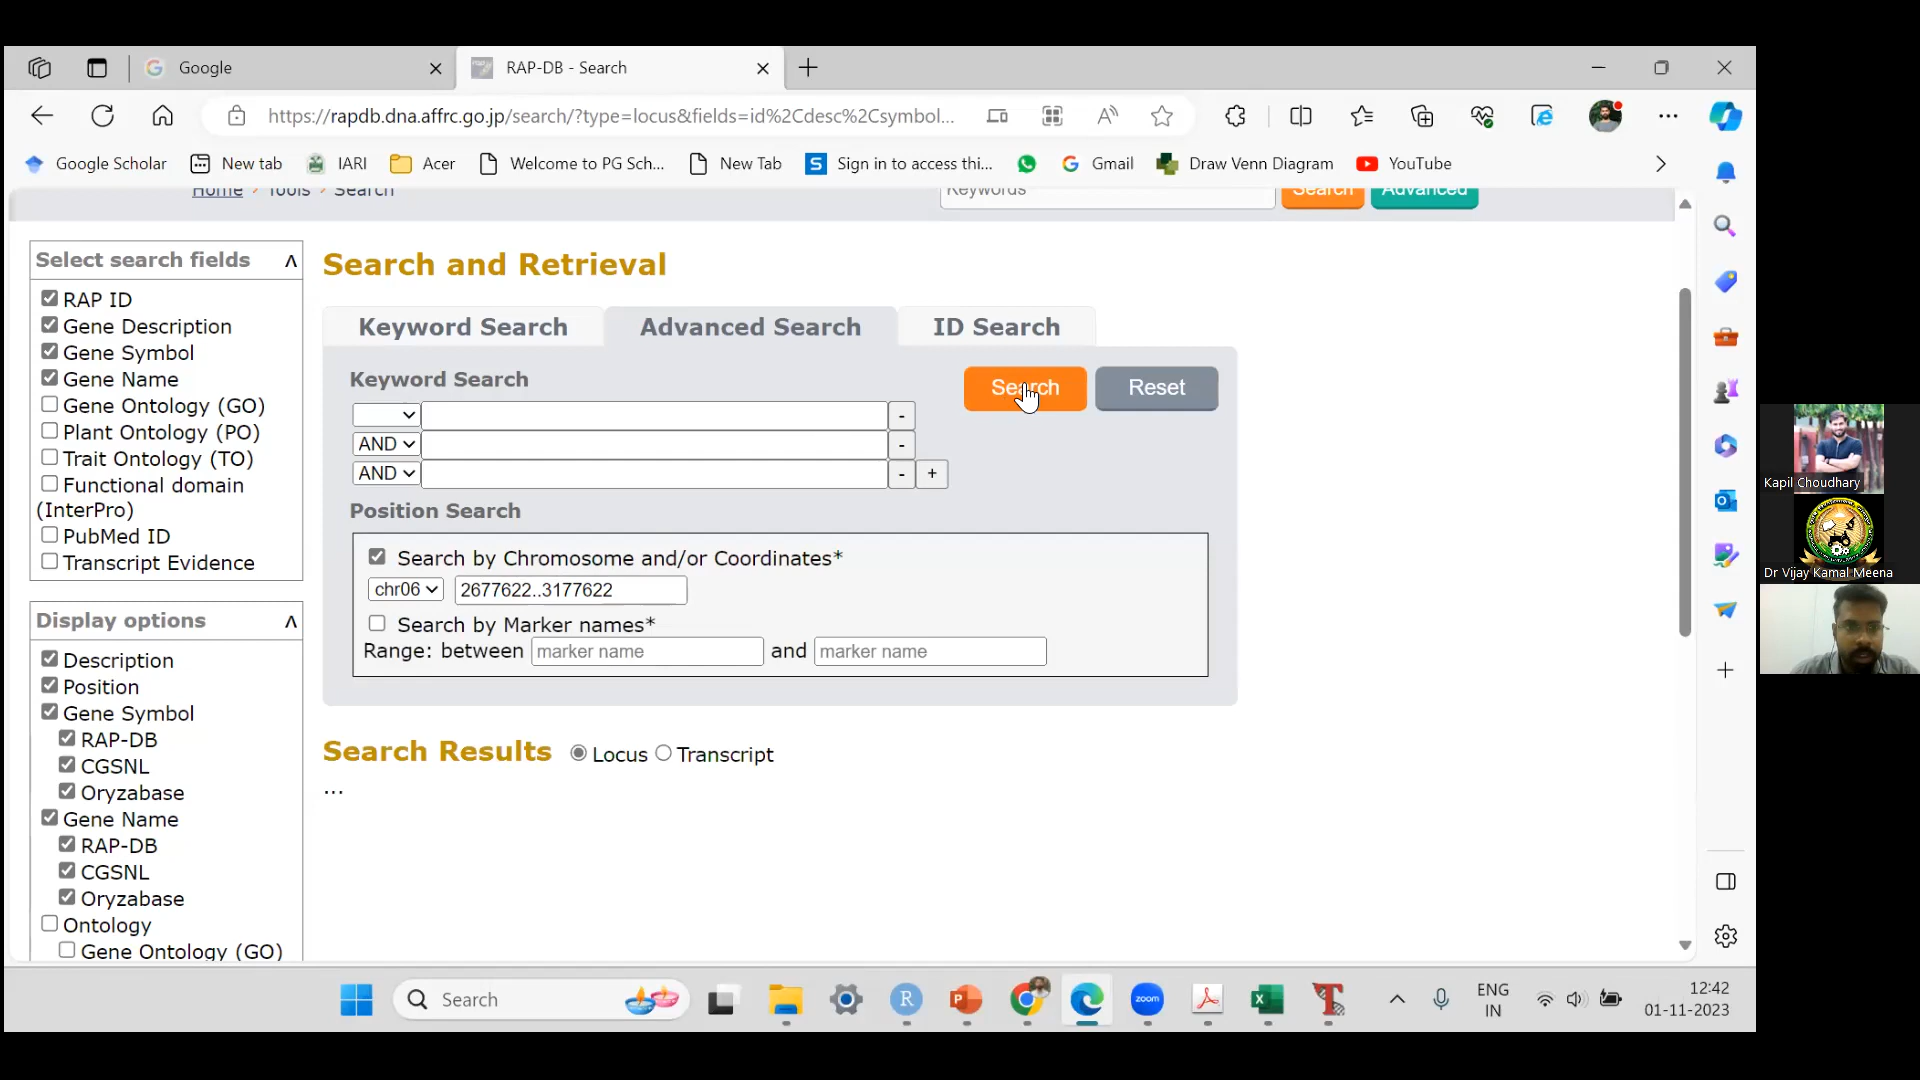 Google
RAP-DB - Search
https://rapdb.dna.affrc.go.jp/search/?type=locus&fields=id%2Cdesc%2Csymbol...
Google Scholar
New tab
IARI
Acer
Welcome to PG Sch...
New Tab
Sign in to access thi...
Gmail
Draw Venn Diagram
YouTube
Home › Tools › Search
Keywords
Search
Advanced
Select search fields
RAP ID
Gene Description
Gene Symbol
Gene Name
Gene Ontology (GO)
Plant Ontology (PO)
Trait Ontology (TO)
Functional domain
(InterPro)
PubMed ID
Transcript Evidence
Display options
Description
Position
Gene Symbol
RAP-DB
CGSNL
Oryzabase
Gene Name
RAP-DB
CGSNL
Oryzabase
Ontology
Gene Ontology (GO)
Search and Retrieval
Keyword Search
Advanced Search
ID Search
Keyword Search
Search
Reset
-
AND
-
AND
- +
Position Search
Search by Chromosome and/or Coordinates*
chr06 2677622..3177622
Search by Marker names*
Range: between marker name and marker name
Search Results Locus Transcript
...
Kapil Choudhary
Dr Vijay Kamal Meena
Search
zoom
ENG
IN
12:42
01-11-2023